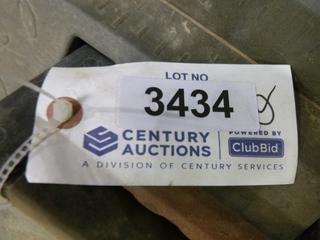 LOT NO
3434
CENTURY
AUCTIONS
POWERED BY
ClubBid
A DIVISION OF CENTURY SERVICES